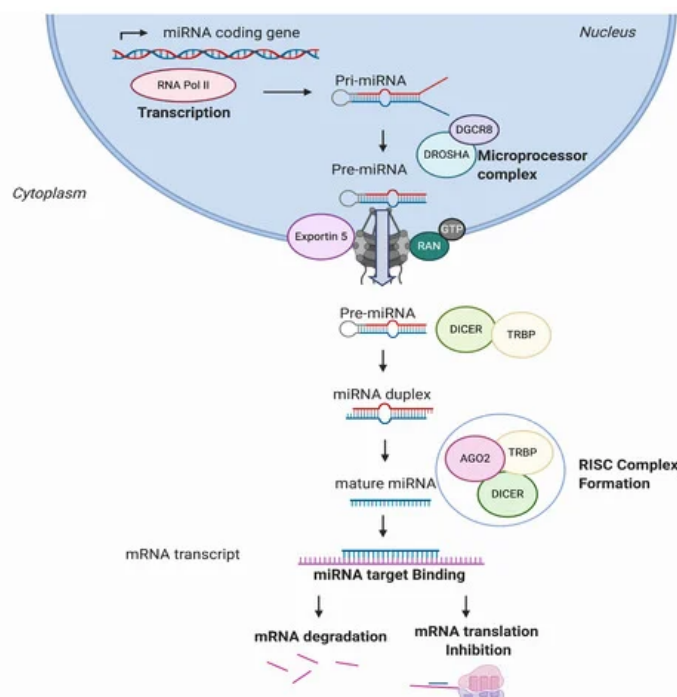 miRNA coding gene
Nucleus
RNA Pol II
Transcription
Pri-miRNA
DGCR8
DROSHA
Microprocessor
complex
Pre-miRNA
Cytoplasm
Exportin 5
GTP
RAN
Pre-miRNA
DICER
TRBP
miRNA duplex
AGO2
TRBP
DICER
RISC Complex
Formation
mature miRNA
mRNA transcript
miRNA target Binding
mRNA degradation
mRNA translation
Inhibition